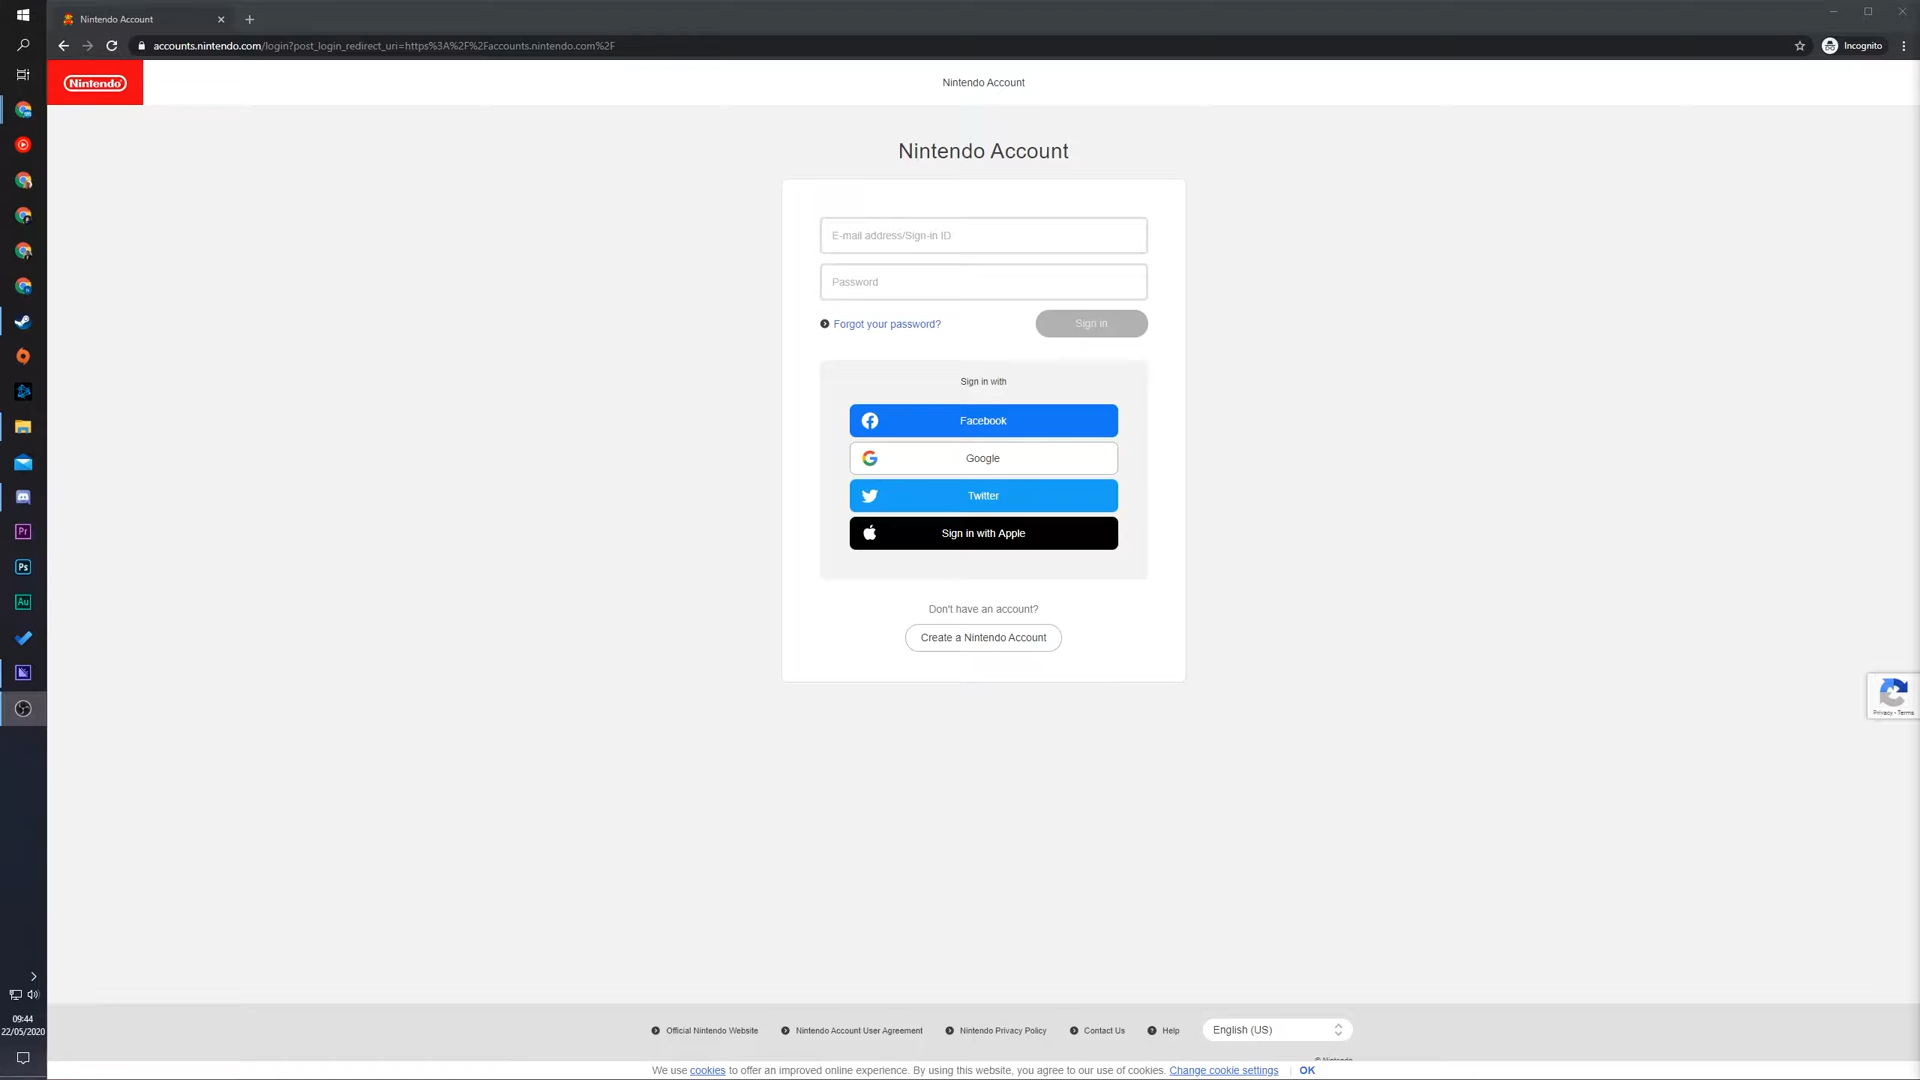 Nintendo Account
accounts.nintendo.com/login?post_login_redirect_uri=https%3A%2F%2Faccounts.nintendo.com%2F
Incognito
Nintendo
Nintendo Account
Nintendo Account
E-mail address/Sign-in ID
Password
Forgot your password?
Sign in
Sign in with
Facebook
Google
Twitter
Sign in with Apple
Don't have an account?
Create a Nintendo Account
Privacy - Terms
Pr
Ps
Au
09:44
22/05/2020
Official Nintendo Website
Nintendo Account User Agreement
Nintendo Privacy Policy
Contact Us
Help
English (US)
© Nintendo
We use cookies to offer an improved online experience. By using this website, you agree to our use of cookies. Change cookie settings
OK